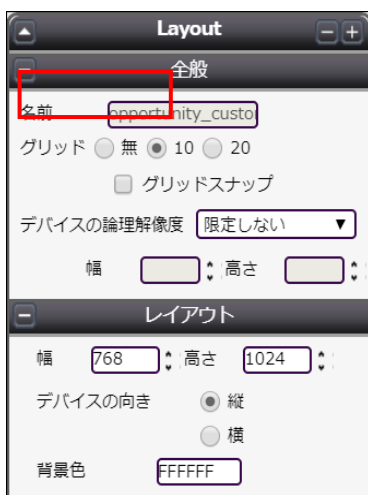 Layout
全般
名前 opportunity_custo
グリッド 無 10 20
グリッドスナップ
デバイスの論理解像度 限定しない
幅 高さ
レイアウト
幅 768 高さ 1024
デバイスの向き 縦
横
背景色 FFFFFF